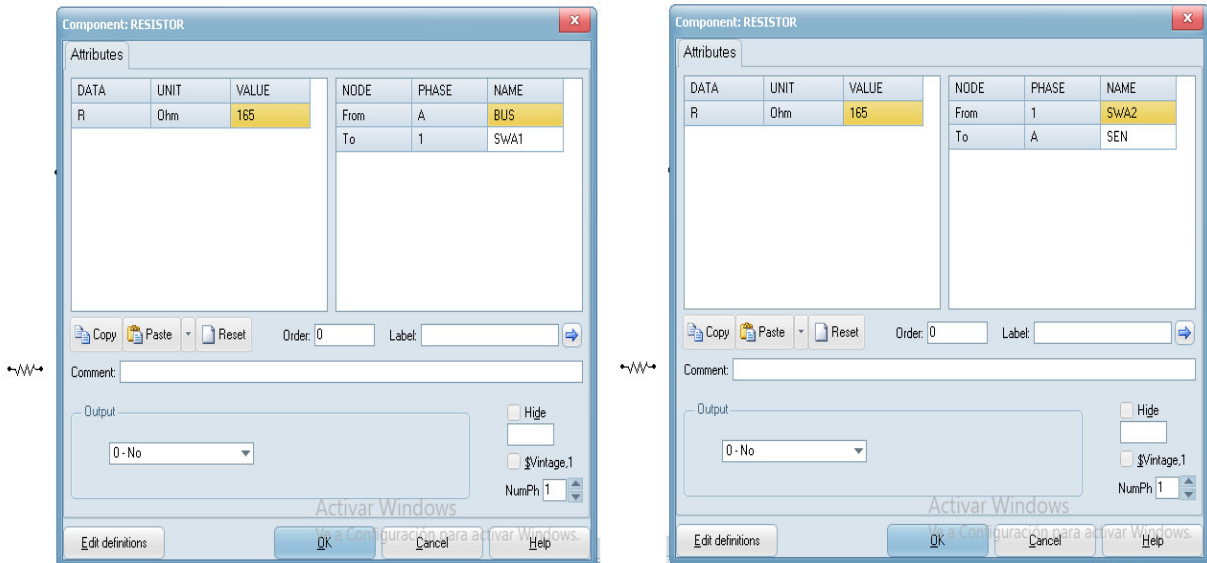 Component: RESISTOR
x
Attributes
DATA UNIT VALUE
R Ohm 165
NODE PHASE NAME
From A BUS
To 1 SWA1
Copy Paste Reset Order: 0 Label:
Comment:
Output
0 - No
Hide
$Vintage,1
NumPh 1
Activar Windows
Ve a Configuración para activar Windows.
Edit definitions OK Cancel Help
Component: RESISTOR
x
Attributes
DATA UNIT VALUE
R Ohm 165
NODE PHASE NAME
From 1 SWA2
To A SEN
Copy Paste Reset Order: 0 Label:
Comment:
Output
0 - No
Hide
$Vintage,1
NumPh 1
Activar Windows
Ve a Configuración para activar Windows.
Edit definitions OK Cancel Help